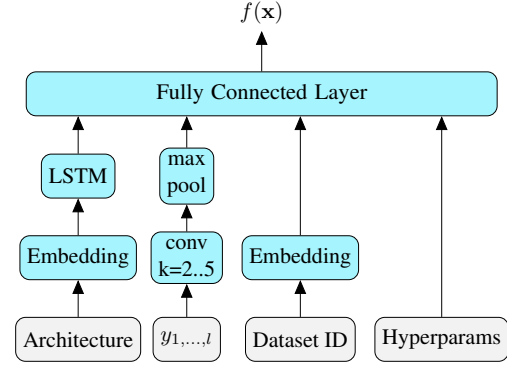 f(x)
Fully Connected Layer
LSTM
max
pool
Embedding
conv
k=2..5
Embedding
Architecture
y₁,...,ₗ
Dataset ID
Hyperparams